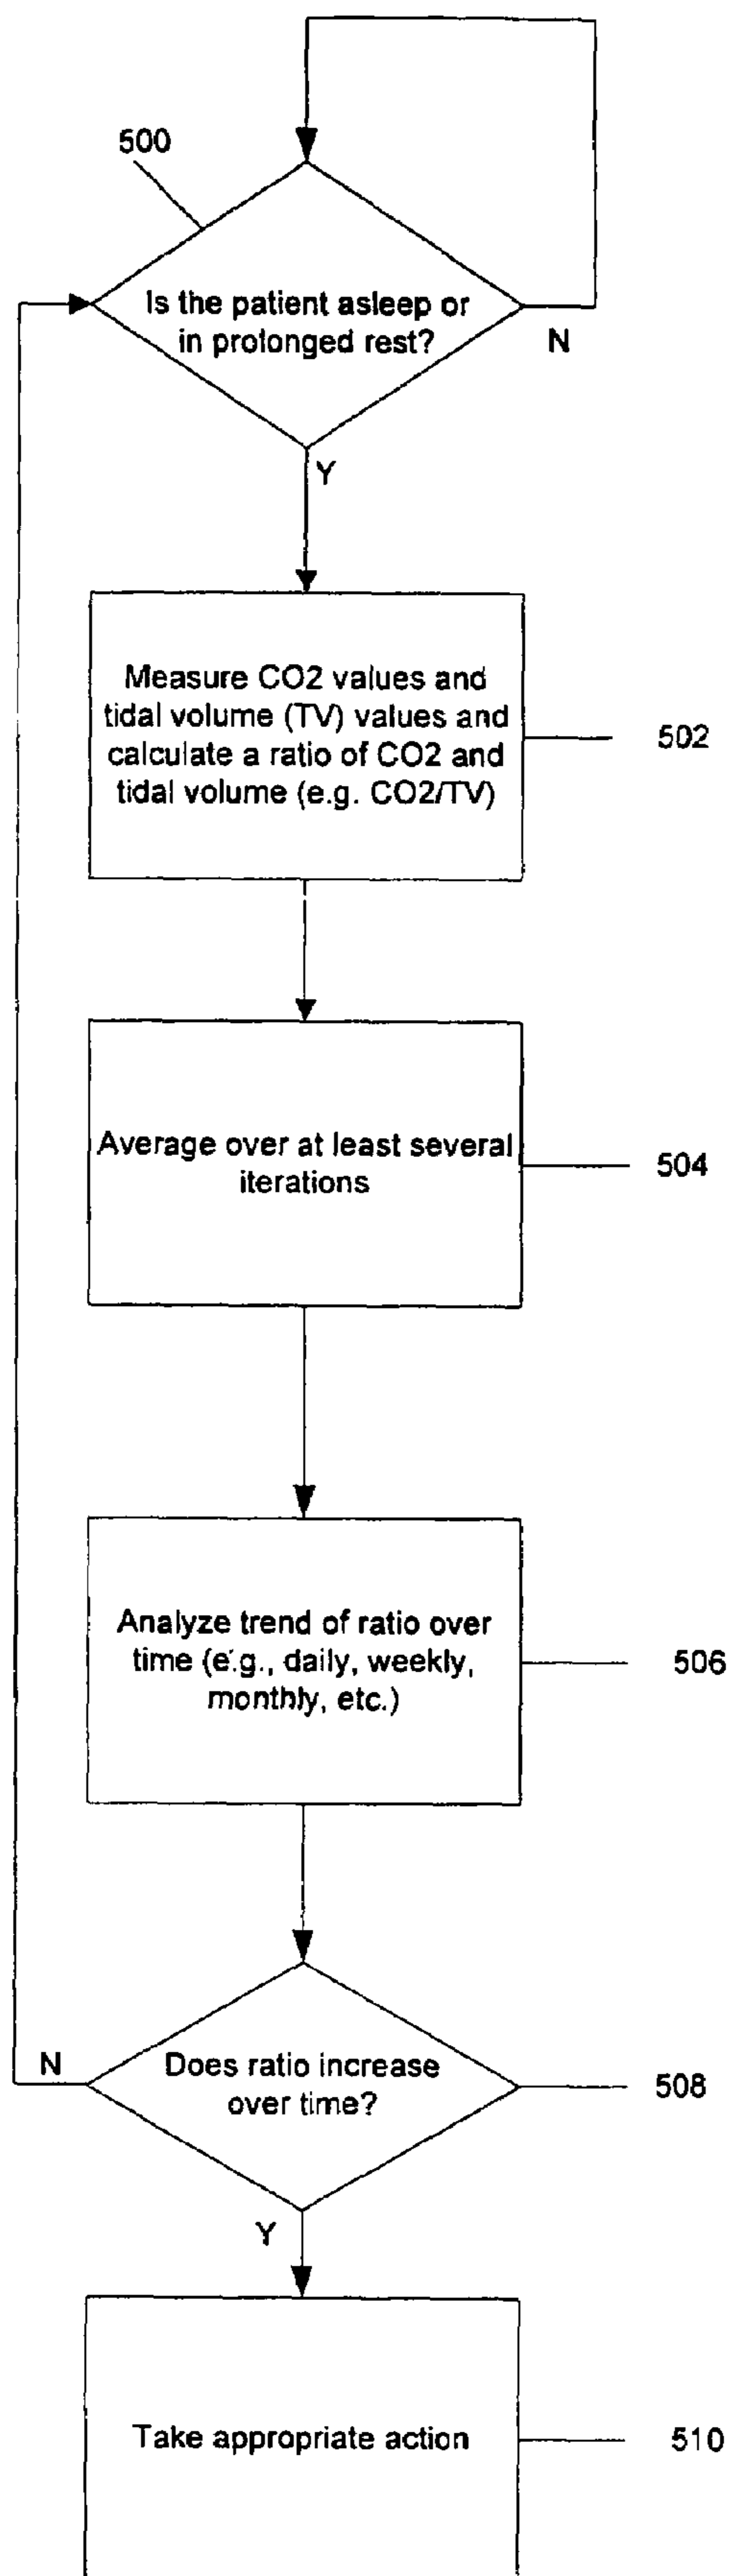 500
Is the patient asleep or
in prolonged rest?
N
Y
Measure CO2 values and
tidal volume (TV) values and
calculate a ratio of CO2 and
tidal volume (e.g. CO2/TV)
502
Average over at least several
iterations
504
Analyze trend of ratio over
time (e.g., daily, weekly,
monthly, etc.)
506
N
Does ratio increase
over time?
508
Y
Take appropriate action
510